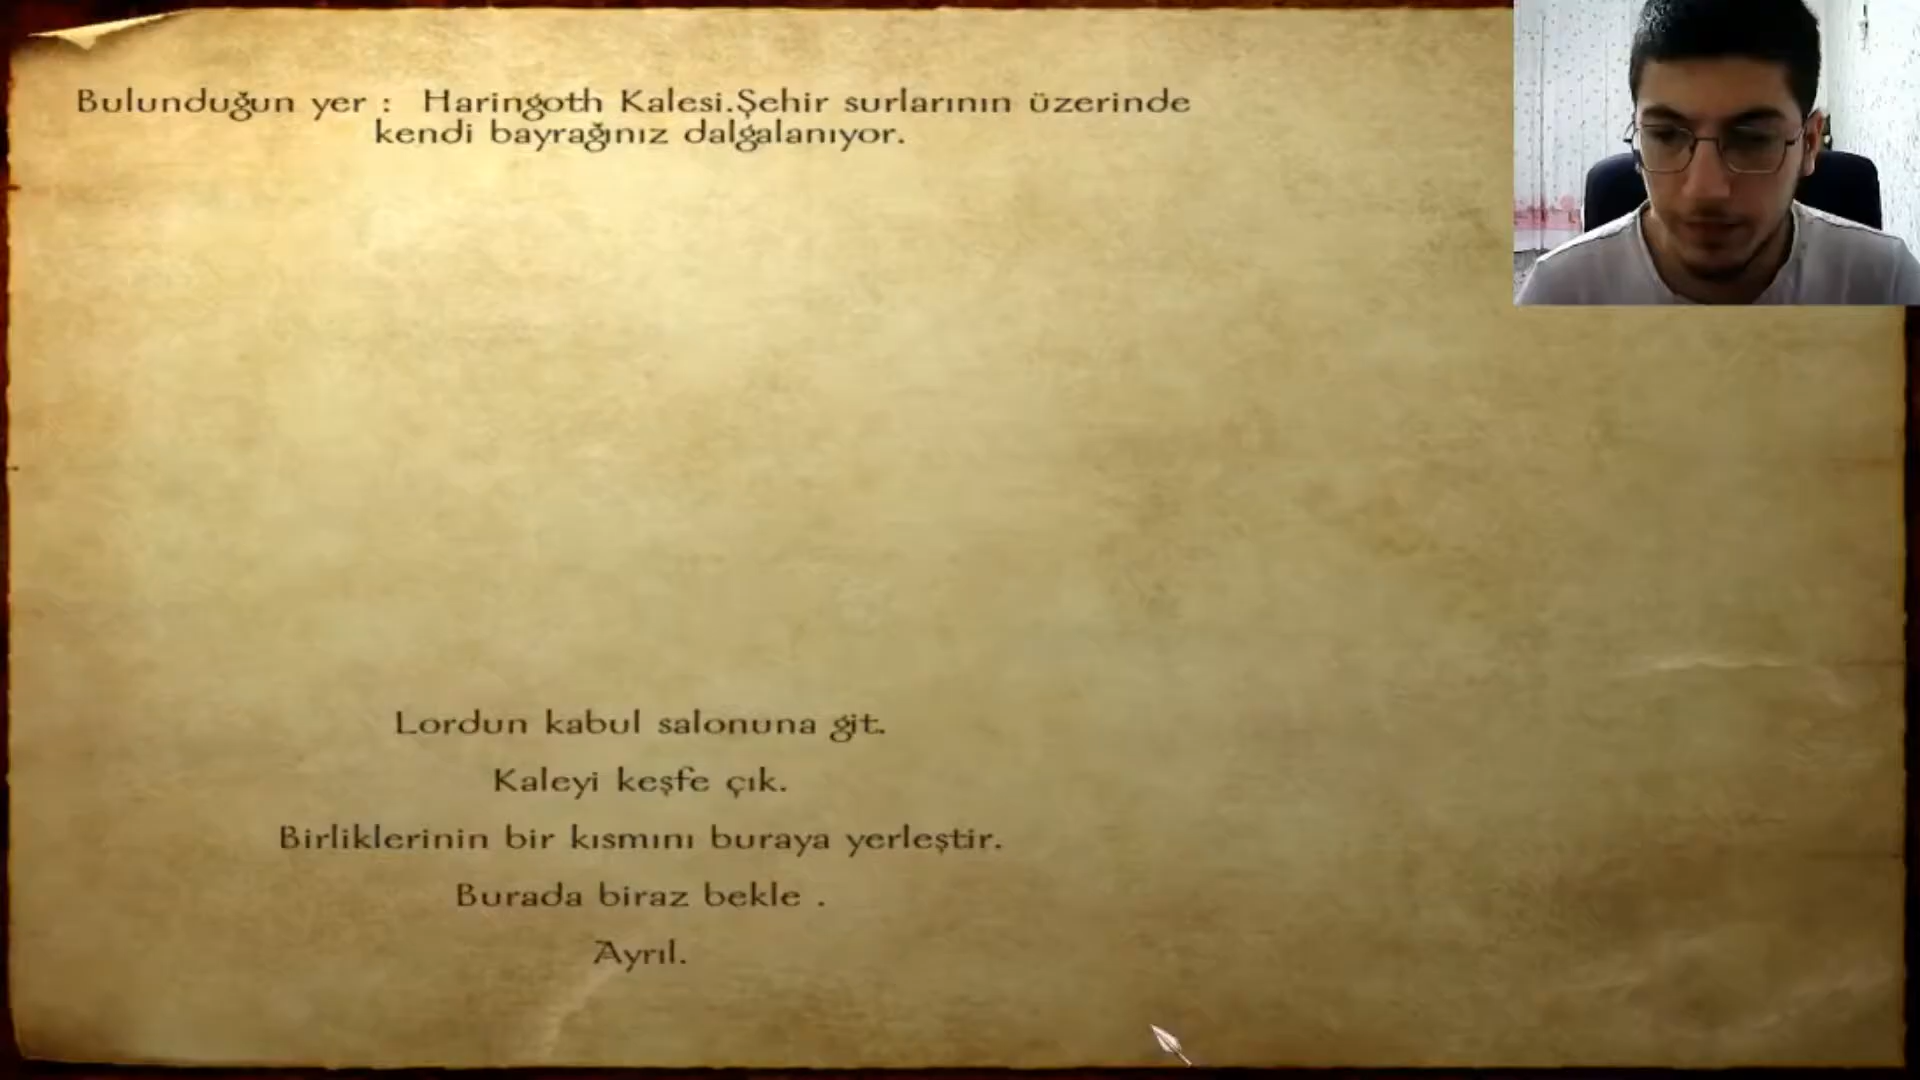 Bulunduğun yer :  Haringoth Kalesi.Şehir surlarının üzerinde
kendi bayrağınız dalgalanıyor.
Lordun kabul salonuna git.
Kaleyi keşfe çık.
Birliklerinin bir kısmını buraya yerleştir.
Burada biraz bekle .
Ayrıl.